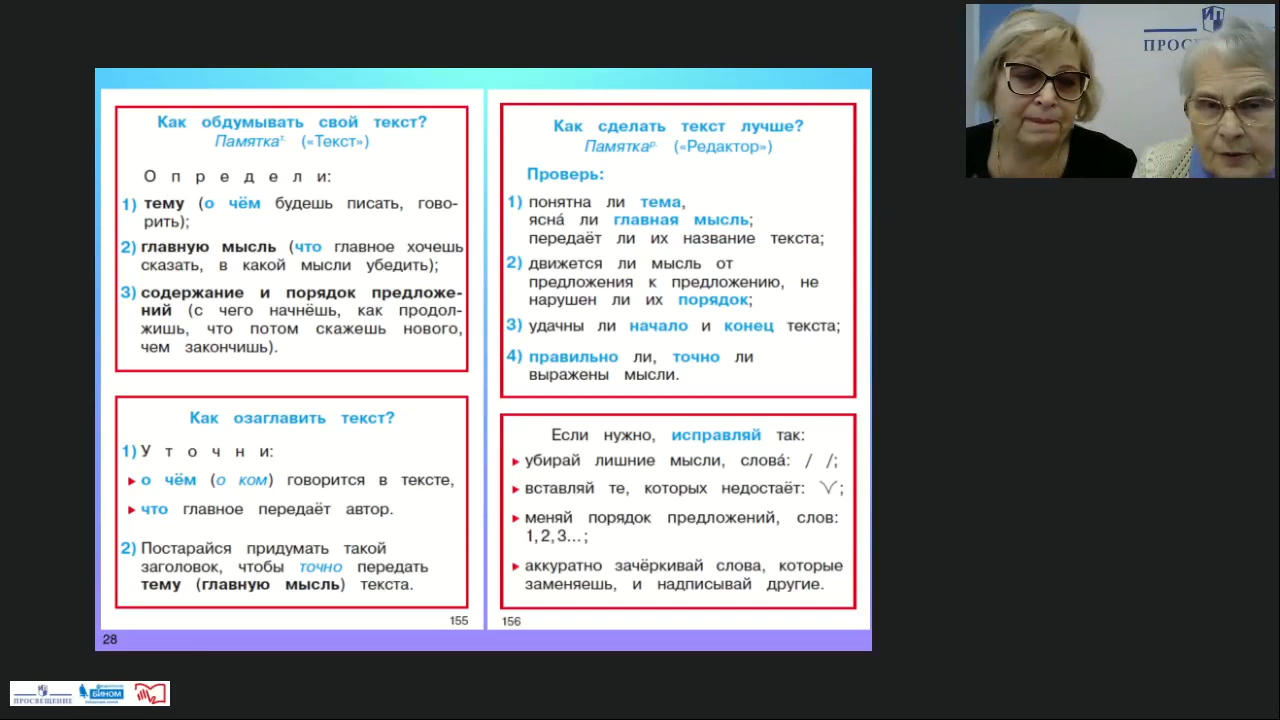 Как обдумывать свой текст?
Памятка т. («Текст»)
О п р е д е л и:
1) тему (о чём будешь писать, гово-
рить);
2) главную мысль (что главное хочешь
сказать, в какой мысли убедить);
3) содержание и порядок предложе-
ний (с чего начнёшь, как продол-
жишь, что потом скажешь нового,
чем закончишь).
Как озаглавить текст?
1) У т о ч н и:
о чём (о ком) говорится в тексте,
что главное передаёт автор.
2) Постарайся придумать такой
заголовок, чтобы точно передать
тему (главную мысль) текста.
155
28
Как сделать текст лучше?
Памятка р. («Редактор»)
Проверь:
1) понятна ли тема,
ясна́ ли главная мысль;
передаёт ли их название текста;
2) движется ли мысль от
предложения к предложению, не
нарушен ли их порядок;
3) удачны ли начало и конец текста;
4) правильно ли, точно ли
выражены мысли.
Если нужно, исправляй так:
убирай лишние мысли, слова́: / /;
вставляй те, которых недостаёт: ;
меняй порядок предложений, слов:
1, 2, 3... ;
аккуратно зачёркивай слова, которые
заменяешь, и надписывай другие.
156
ПРОС
ПРОСВЕЩЕНИЕ
БИНОМ